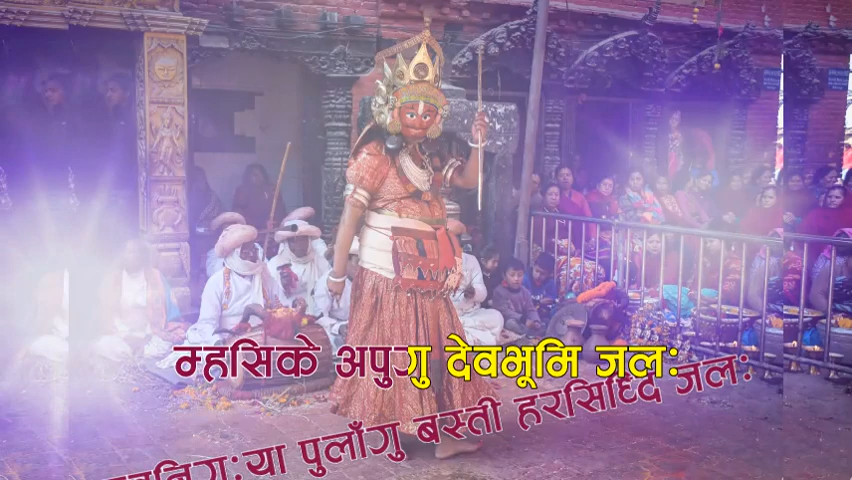 म्हसिके अपुगु देवभूमि जलः
पुलाँगु बस्ती हरसिध्दि जलः